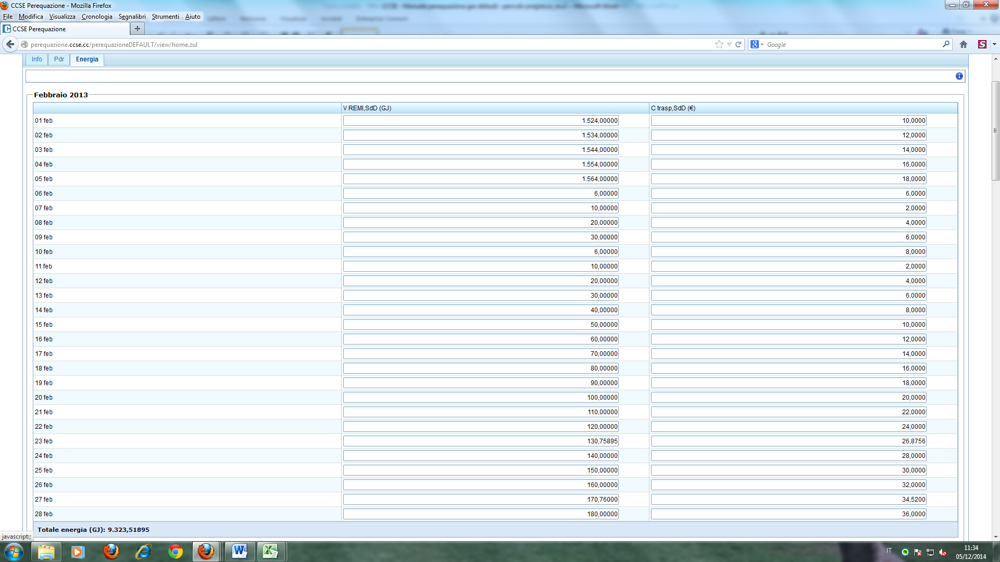 CCSE Perequazione - Mozilla Firefox
File Modifica Visualizza Cronologia Segnalibri Strumenti Aiuto
CCSE Perequazione
perequazione.ccse.cc/perequazioneDEFAULT/view/home.zul
Google
Info Pdr Energia
Febbraio 2013
V REMI,SdD (GJ) C trasp,SdD (€)
01 feb 1.524,00000 10,0000
02 feb 1.534,00000 12,0000
03 feb 1.544,00000 14,0000
04 feb 1.554,00000 16,0000
05 feb 1.564,00000 18,0000
06 feb 6,00000 6,0000
07 feb 10,00000 2,0000
08 feb 20,00000 4,0000
09 feb 30,00000 6,0000
10 feb 6,00000 8,0000
11 feb 10,00000 2,0000
12 feb 20,00000 4,0000
13 feb 30,00000 6,0000
14 feb 40,00000 8,0000
15 feb 50,00000 10,0000
16 feb 60,00000 12,0000
17 feb 70,00000 14,0000
18 feb 80,00000 16,0000
19 feb 90,00000 18,0000
20 feb 100,00000 20,0000
21 feb 110,00000 22,0000
22 feb 120,00000 24,0000
23 feb 130,75895 26,8756
24 feb 140,00000 28,0000
25 feb 150,00000 30,0000
26 feb 160,00000 32,0000
27 feb 170,76000 34,5200
28 feb 180,00000 36,0000
Totale energia (GJ): 9.323,51895
javascript:;
IT
11:34
05/12/2014